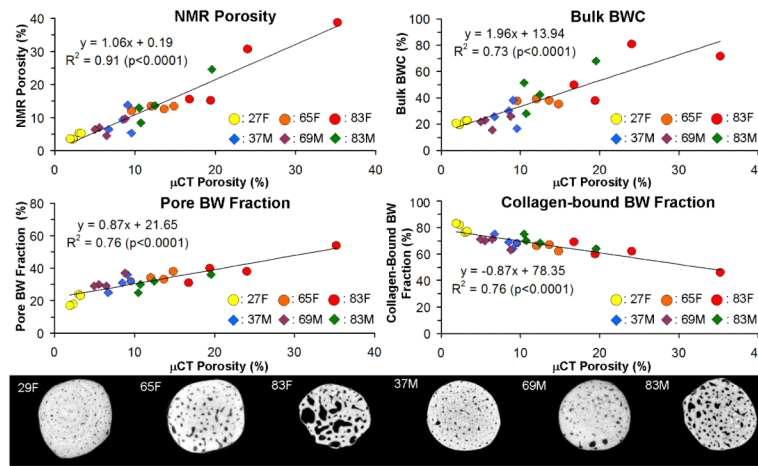 NMR Porosity
NMR Porosity (%)
40
30
20
10
0
y = 1.06x + 0.19
R² = 0.91 (p<0.0001)
: 27F : 65F : 83F
: 37M : 69M : 83M
0 10 20 30 40
µCT Porosity (%)
Bulk BWC
Bulk BWC (%)
100
80
60
40
20
0
y = 1.96x + 13.94
R² = 0.73 (p<0.0001)
: 27F : 65F : 83F
: 37M : 69M : 83M
0 10 20 30 40
µCT Porosity (%)
Pore BW Fraction
Pore BW Fraction (%)
80
60
40
20
0
y = 0.87x + 21.65
R² = 0.76 (p<0.0001)
: 27F : 65F : 83F
: 37M : 69M : 83M
0 10 20 30 40
µCT Porosity (%)
Collagen-bound BW Fraction
Collagen-Bound BW
Fraction (%)
100
80
60
40
20
0
y = -0.87x + 78.35
R² = 0.76 (p<0.0001)
: 27F : 65F : 83F
: 37M : 69M : 83M
0 10 20 30 40
µCT Porosity (%)
29F 65F 83F 37M 69M 83M